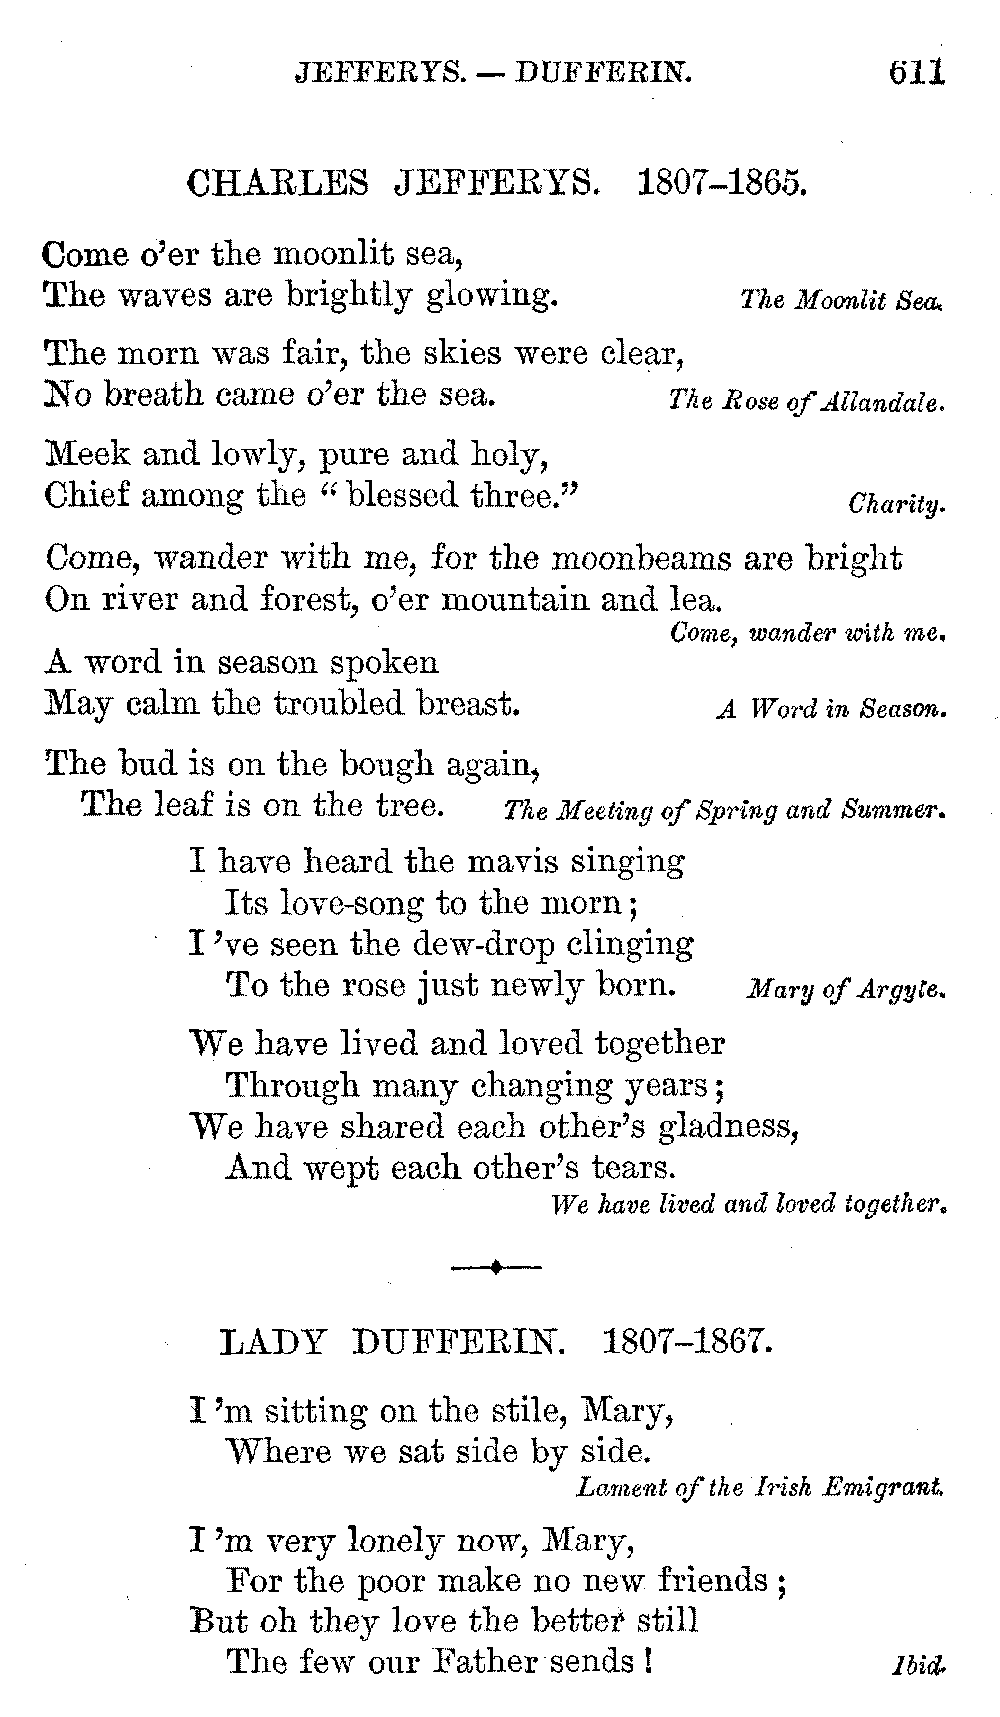 JEFFERYS. — DUFFERIN. 611
CHARLES JEFFERYS. 1807–1865.
Come o’er the moonlit sea,
The waves are brightly glowing. The Moonlit Sea.
The morn was fair, the skies were clear,
No breath came o’er the sea. The Rose of Allandale.
Meek and lowly, pure and holy,
Chief among the “blessed three.” Charity.
Come, wander with me, for the moonbeams are bright
On river and forest, o’er mountain and lea.
Come, wander with me.
A word in season spoken
May calm the troubled breast. A Word in Season.
The bud is on the bough again,
The leaf is on the tree. The Meeting of Spring and Summer.
I have heard the mavis singing
Its love-song to the morn;
I’ve seen the dew-drop clinging
To the rose just newly born. Mary of Argyle.
We have lived and loved together
Through many changing years;
We have shared each other’s gladness,
And wept each other’s tears.
We have lived and loved together.
LADY DUFFERIN. 1807–1867.
I’m sitting on the stile, Mary,
Where we sat side by side.
Lament of the Irish Emigrant.
I’m very lonely now, Mary,
For the poor make no new friends;
But oh they love the better still
The few our Father sends! Ibid.